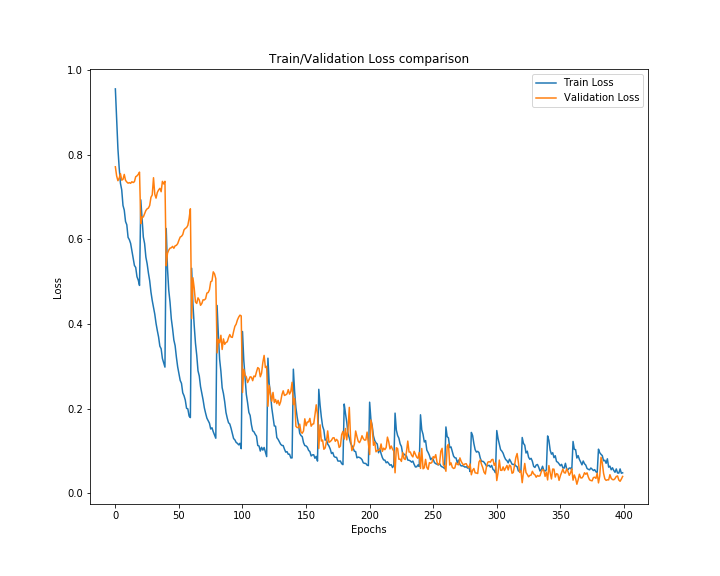 Train/Validation Loss comparison
Train Loss
Validation Loss
1.0
0.8
0.6
0.4
0.2
0.0
Loss
0 50 100 150 200 250 300 350 400
Epochs